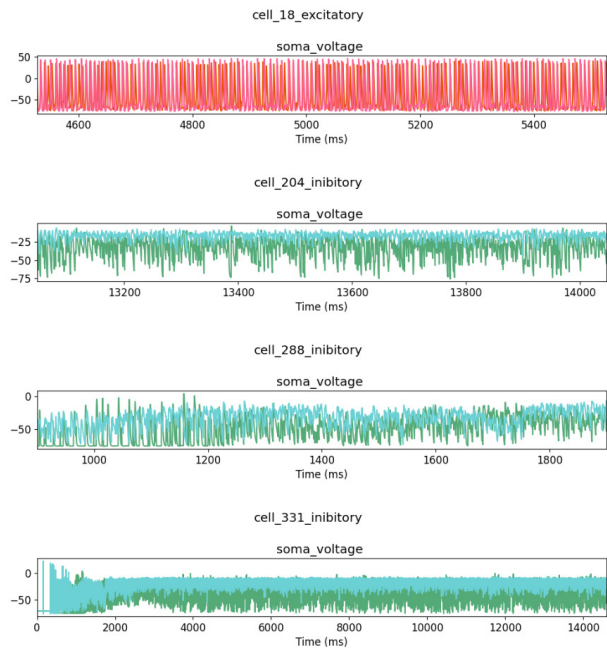 cell_18_excitatory
soma_voltage
50
0
−50
4600 4800 5000 5200 5400
Time (ms)
cell_204_inibitory
soma_voltage
−25
−50
−75
13200 13400 13600 13800 14000
Time (ms)
cell_288_inibitory
soma_voltage
0
−50
1000 1200 1400 1600 1800
Time (ms)
cell_331_inibitory
soma_voltage
0
−50
0 2000 4000 6000 8000 10000 12000 14000
Time (ms)